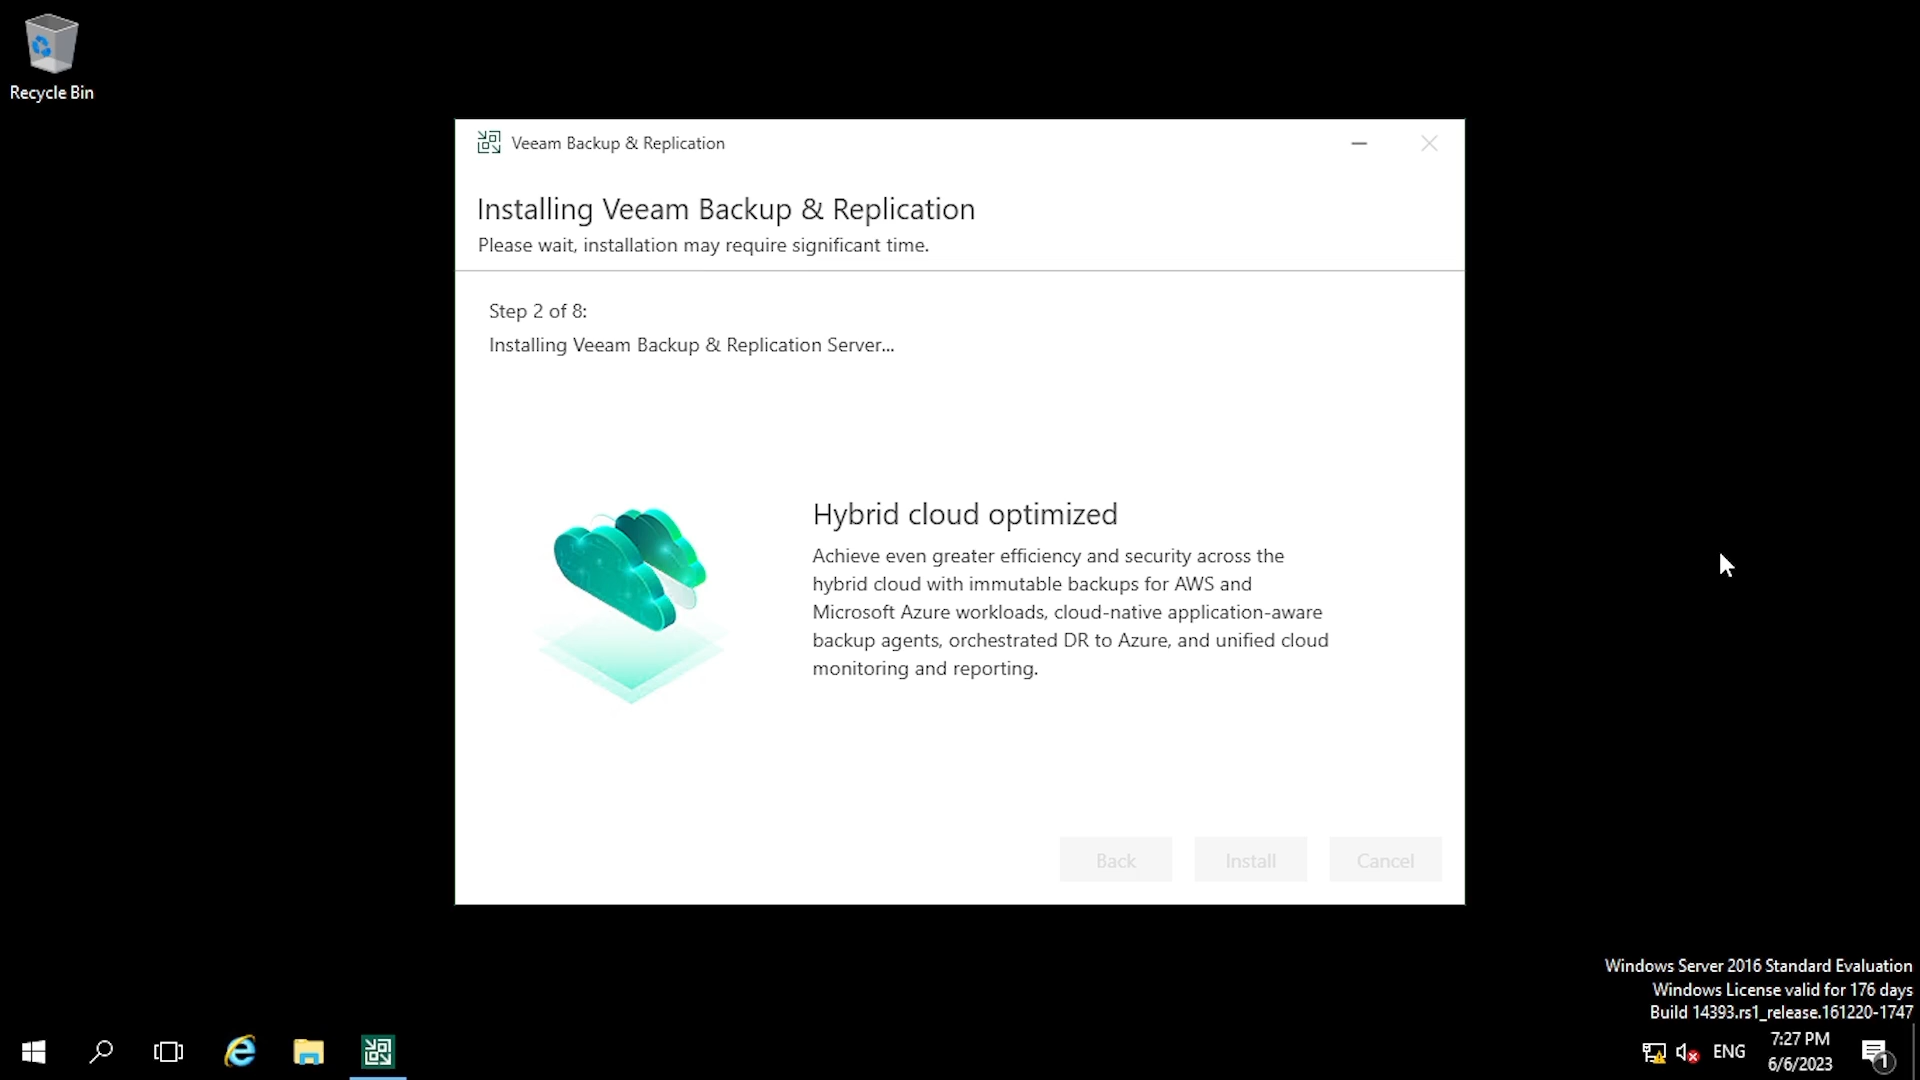 Recycle Bin
Veeam Backup & Replication
Installing Veeam Backup & Replication
Please wait, installation may require significant time.
Step 2 of 8:
Installing Veeam Backup & Replication Server...
Hybrid cloud optimized
Achieve even greater efficiency and security across the
hybrid cloud with immutable backups for AWS and
Microsoft Azure workloads, cloud-native application-aware
backup agents, orchestrated DR to Azure, and unified cloud
monitoring and reporting.
Back
Install
Cancel
Windows Server 2016 Standard Evaluation
Windows License valid for 176 days
Build 14393.rs1_release.161220-1747
ENG
7:27 PM
6/6/2023
1